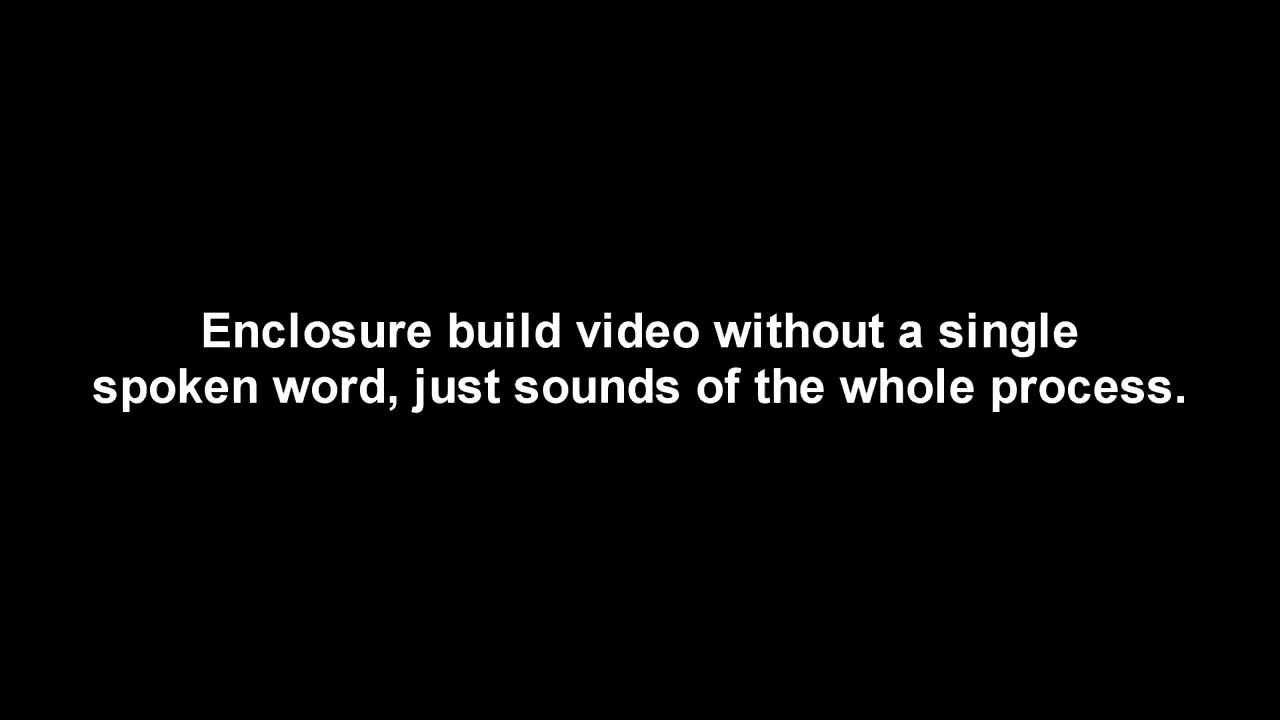 Enclosure build video without a single
spoken word, just sounds of the whole process.